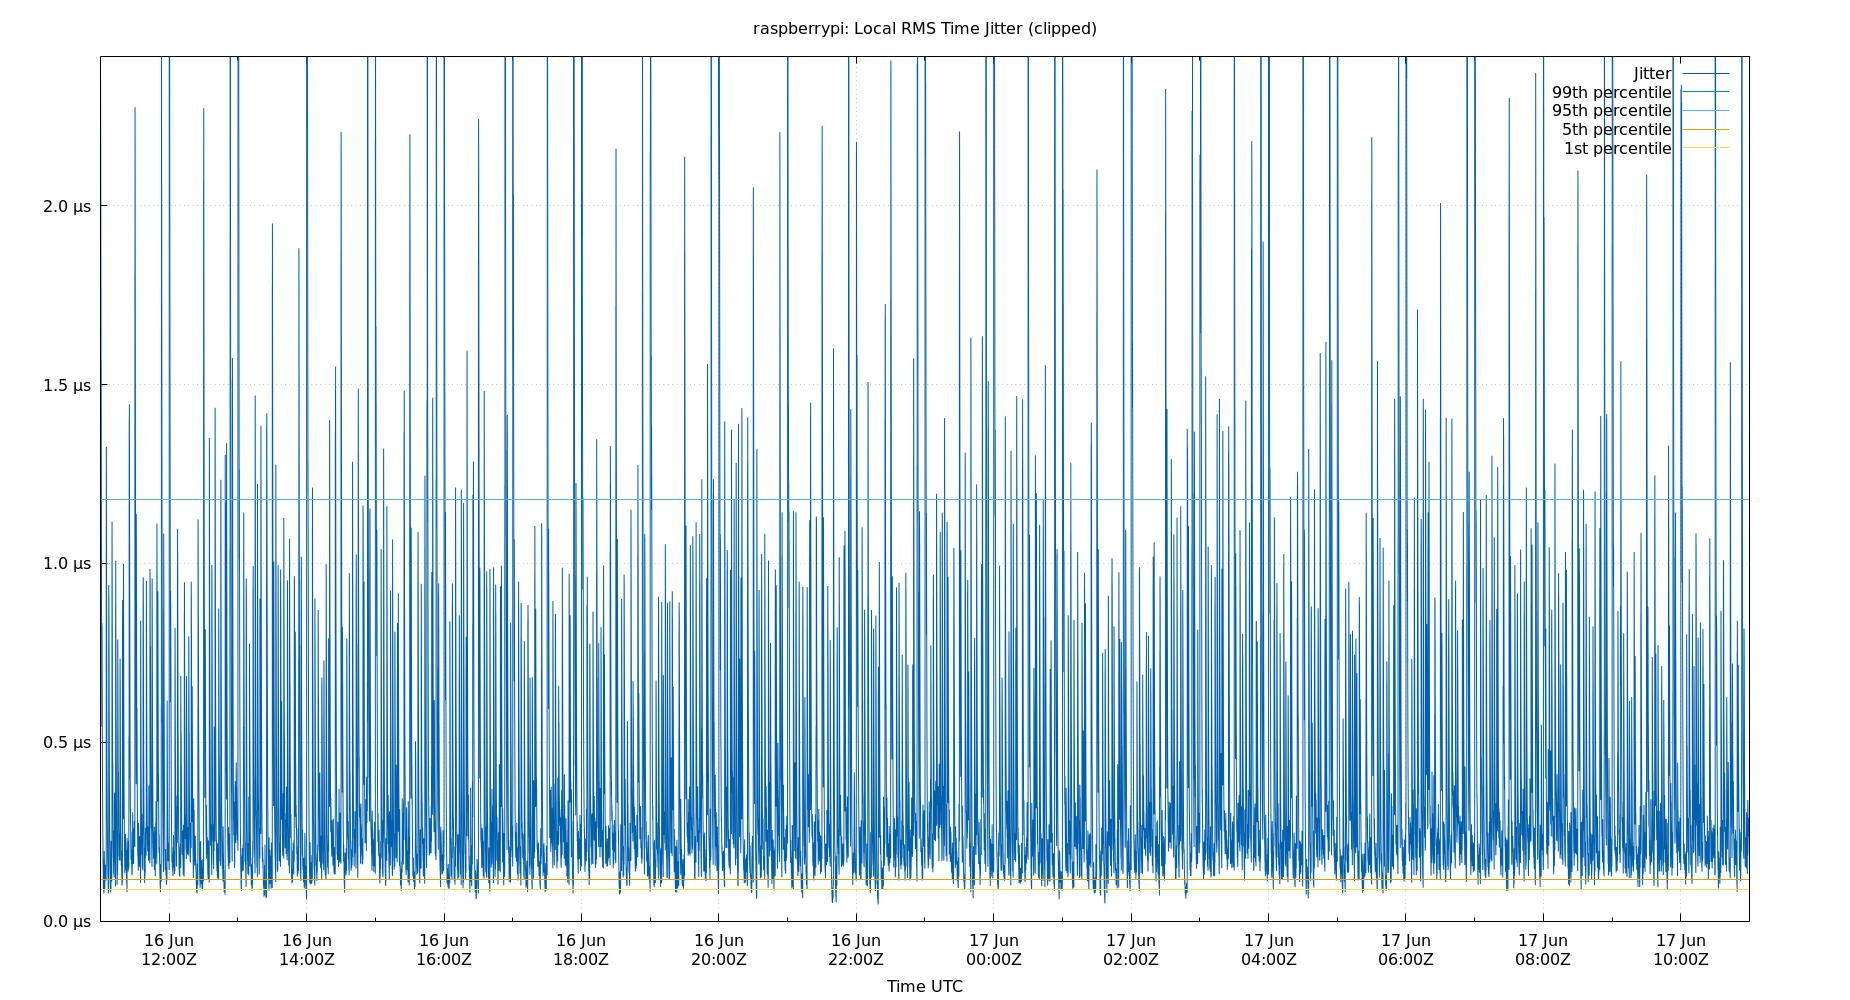 raspberrypi: Local RMS Time Jitter (clipped)
Jitter
99th percentile
95th percentile
5th percentile
1st percentile
2.0 µs
1.5 µs
1.0 µs
0.5 µs
0.0 µs
16 Jun 16 Jun 16 Jun 16 Jun 16 Jun 16 Jun 17 Jun 17 Jun 17 Jun 17 Jun 17 Jun 17 Jun
12:00Z 14:00Z 16:00Z 18:00Z 20:00Z 22:00Z 00:00Z 02:00Z 04:00Z 06:00Z 08:00Z 10:00Z
Time UTC